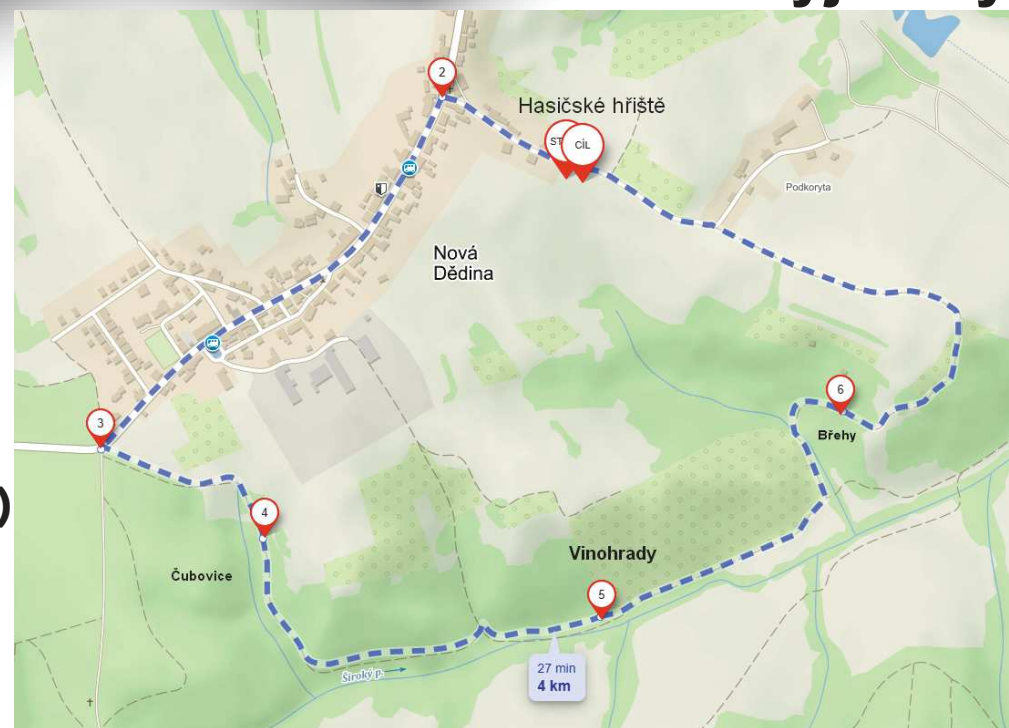 2
Hasičské hřiště
ST
CÍL
Podkoryta
Nová
Dědina
6
Břehy
3
)
4
Vinohrady
Čubovice
5
27 min
4 km
Široký p.